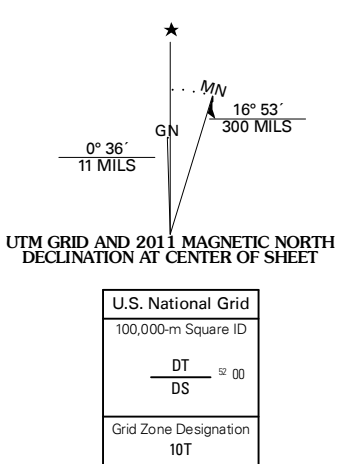 ★
MN
16° 53´
300 MILS
GN
0° 36´
11 MILS
UTM GRID AND 2011 MAGNETIC NORTH
DECLINATION AT CENTER OF SHEET
U.S. National Grid
100,000-m Square ID
DT
52 00
DS
Grid Zone Designation
10T